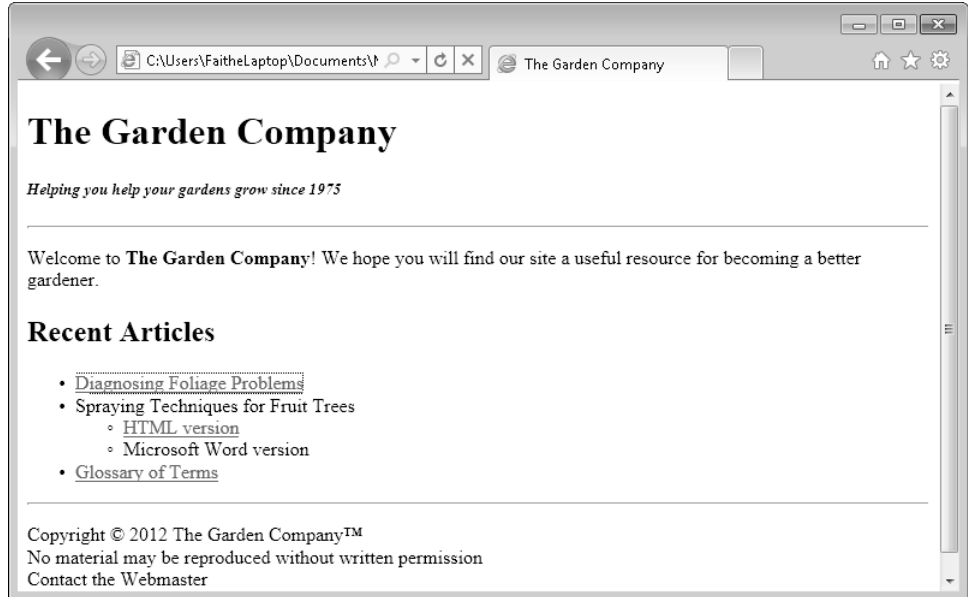 C:\Users\FaitheLaptop\Documents\
The Garden Company
The Garden Company
Helping you help your gardens grow since 1975
Welcome to The Garden Company! We hope you will find our site a useful resource for becoming a better
gardener.
Recent Articles
• Diagnosing Foliage Problems
• Spraying Techniques for Fruit Trees
◦ HTML version
◦ Microsoft Word version
• Glossary of Terms
Copyright © 2012 The Garden Company™
No material may be reproduced without written permission
Contact the Webmaster